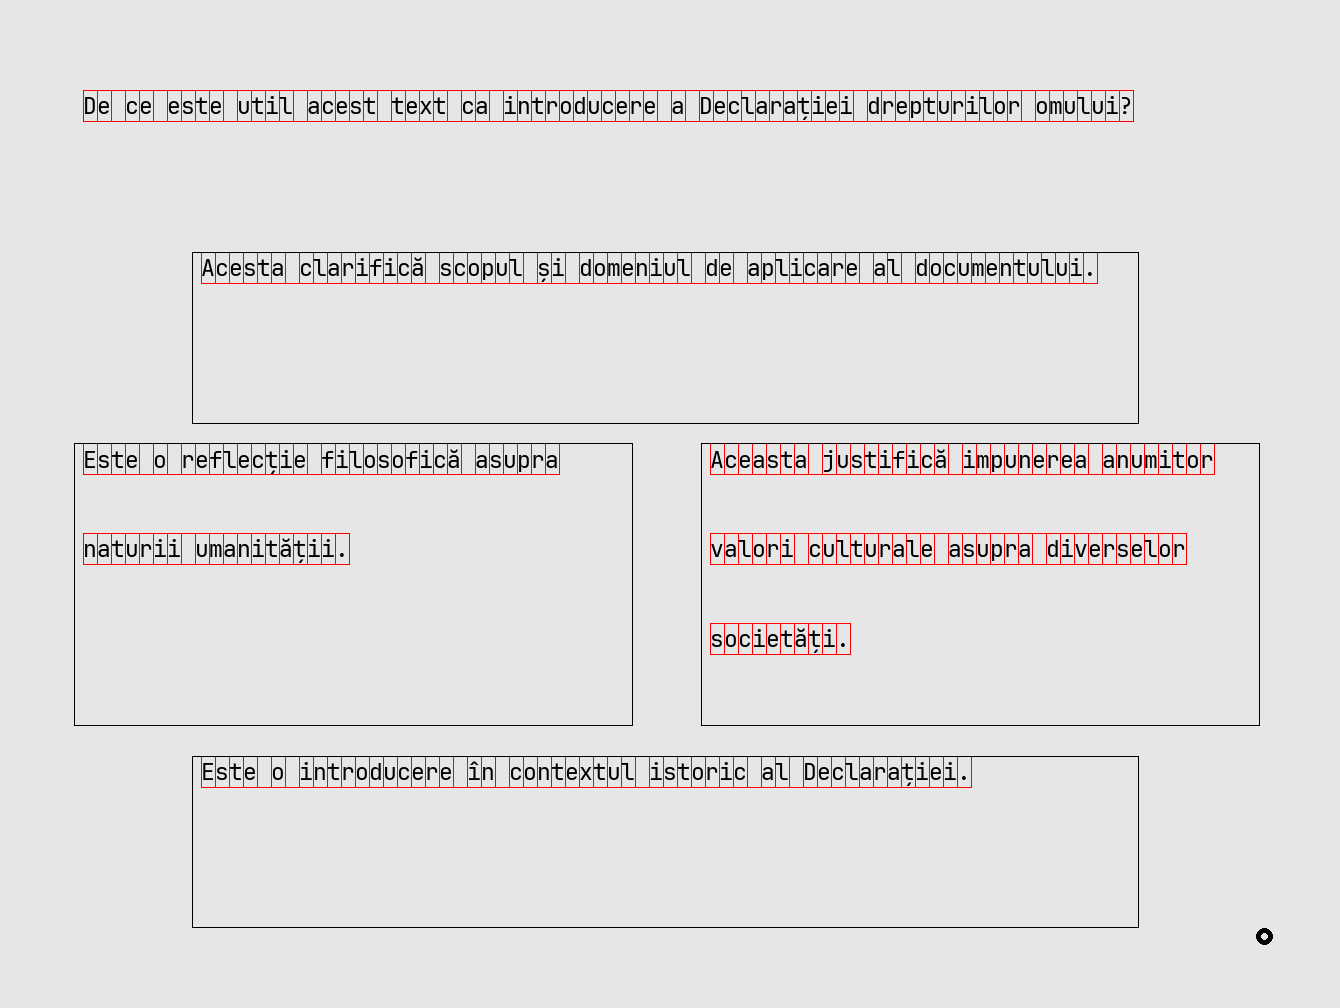 De ce este util acest text ca introducere a Declarației drepturilor omului?
Acesta clarifică scopul și domeniul de aplicare al documentului.
Este o reflecție filosofică asupra
naturii umanității.
Aceasta justifică impunerea anumitor
valori culturale asupra diverselor
societăți.
Este o introducere în contextul istoric al Declarației.